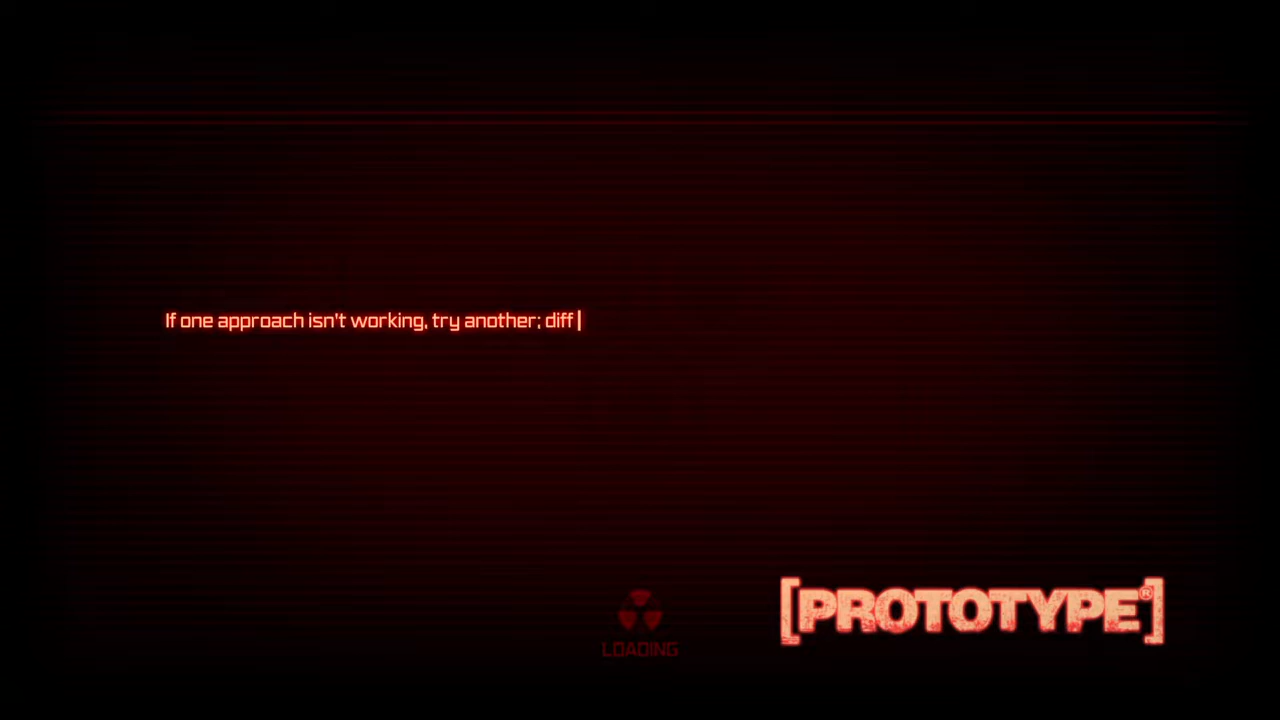 If one approach isn't working, try another; diff
[PROTOTYPE®]
LOADING